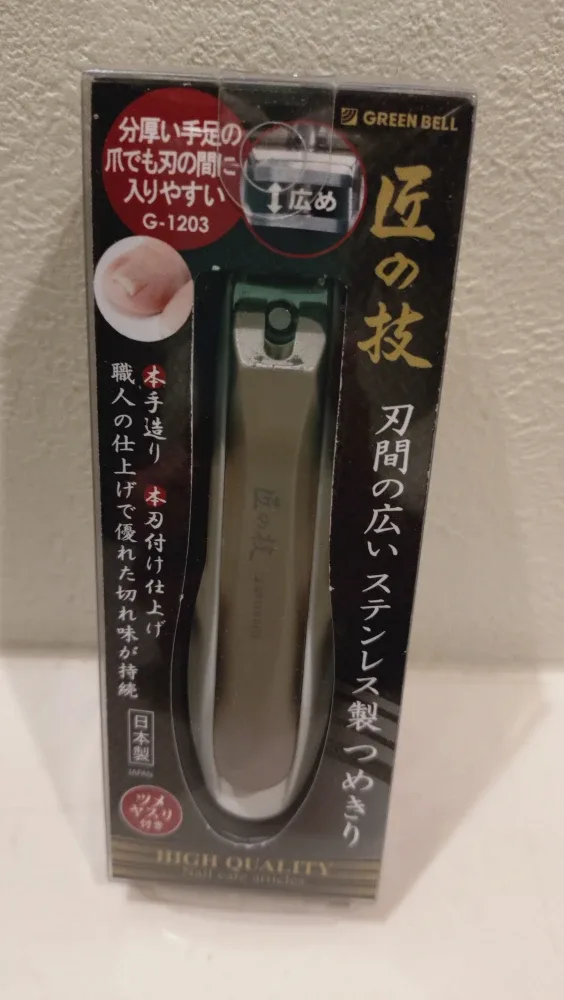 分厚い手足の
爪でも刃の間に
入りやすい
G-1203
広め
GREEN BELL
匠の技
刃間の広い ステンレス製 つめきり
本手造り 本刃付け仕上げ
職人の仕上げで優れた切れ味が持続
匠の技
日本製
JAPAN
ツメ
ヤスリ
付き
HIGH QUALITY
Nail care articles